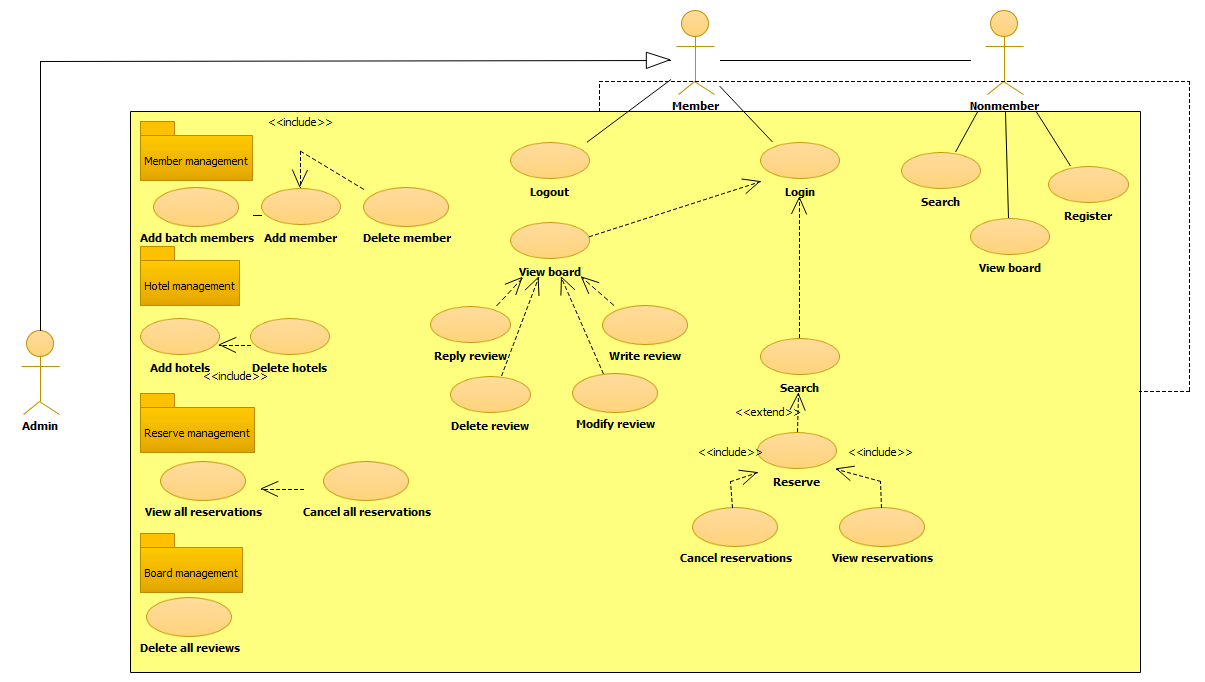 Member
Nonmember
<<include>>
Member management
Logout
Login
Search
Register
Add batch members
Add member
Delete member
View board
View board
Hotel management
Reply review
Write review
Add hotels
Delete hotels
<<include>>
Search
Admin
Delete review
Modify review
<<extend>>
Reserve management
<<include>>
<<include>>
Reserve
View all reservations
Cancel all reservations
Cancel reservations
View reservations
Board management
Delete all reviews